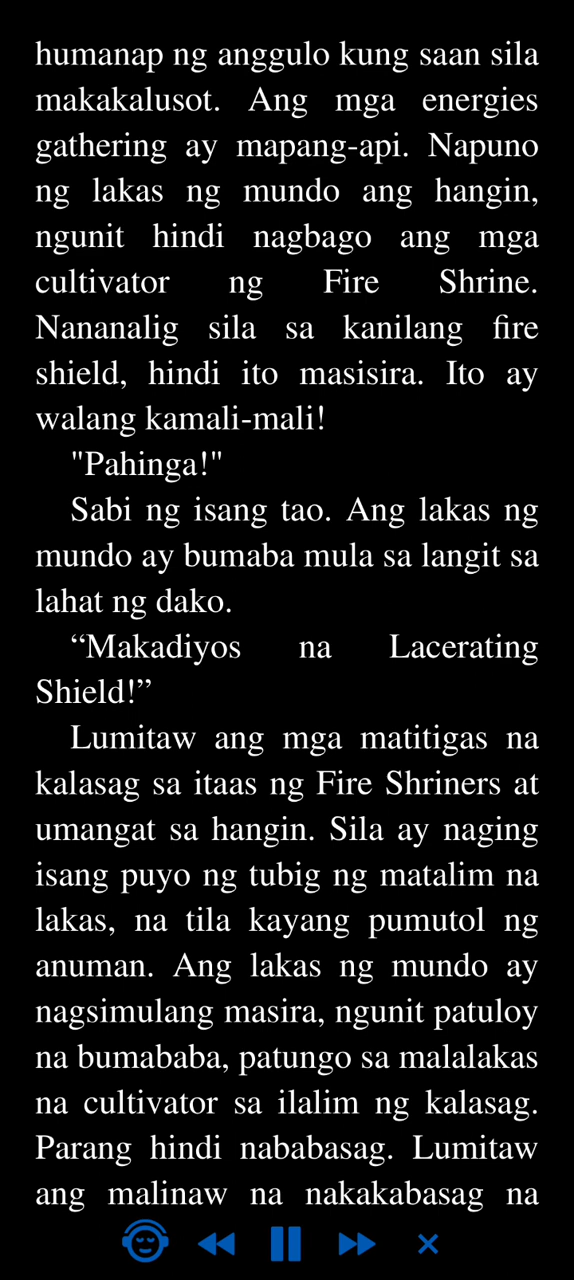 humanap ng anggulo kung saan sila
makakalusot. Ang mga energies
gathering ay mapang-api. Napuno
ng lakas ng mundo ang hangin,
ngunit hindi nagbago ang mga
cultivator ng Fire Shrine.
Nananalig sila sa kanilang fire
shield, hindi ito masisira. Ito ay
walang kamali-mali!
"Pahinga!"
Sabi ng isang tao. Ang lakas ng
mundo ay bumaba mula sa langit sa
lahat ng dako.
“Makadiyos na Lacerating
Shield!”
Lumitaw ang mga matitigas na
kalasag sa itaas ng Fire Shriners at
umangat sa hangin. Sila ay naging
isang puyo ng tubig ng matalim na
lakas, na tila kayang pumutol ng
anuman. Ang lakas ng mundo ay
nagsimulang masira, ngunit patuloy
na bumababa, patungo sa malalakas
na cultivator sa ilalim ng kalasag.
Parang hindi nababasag. Lumitaw
ang malinaw na nakakabasag na